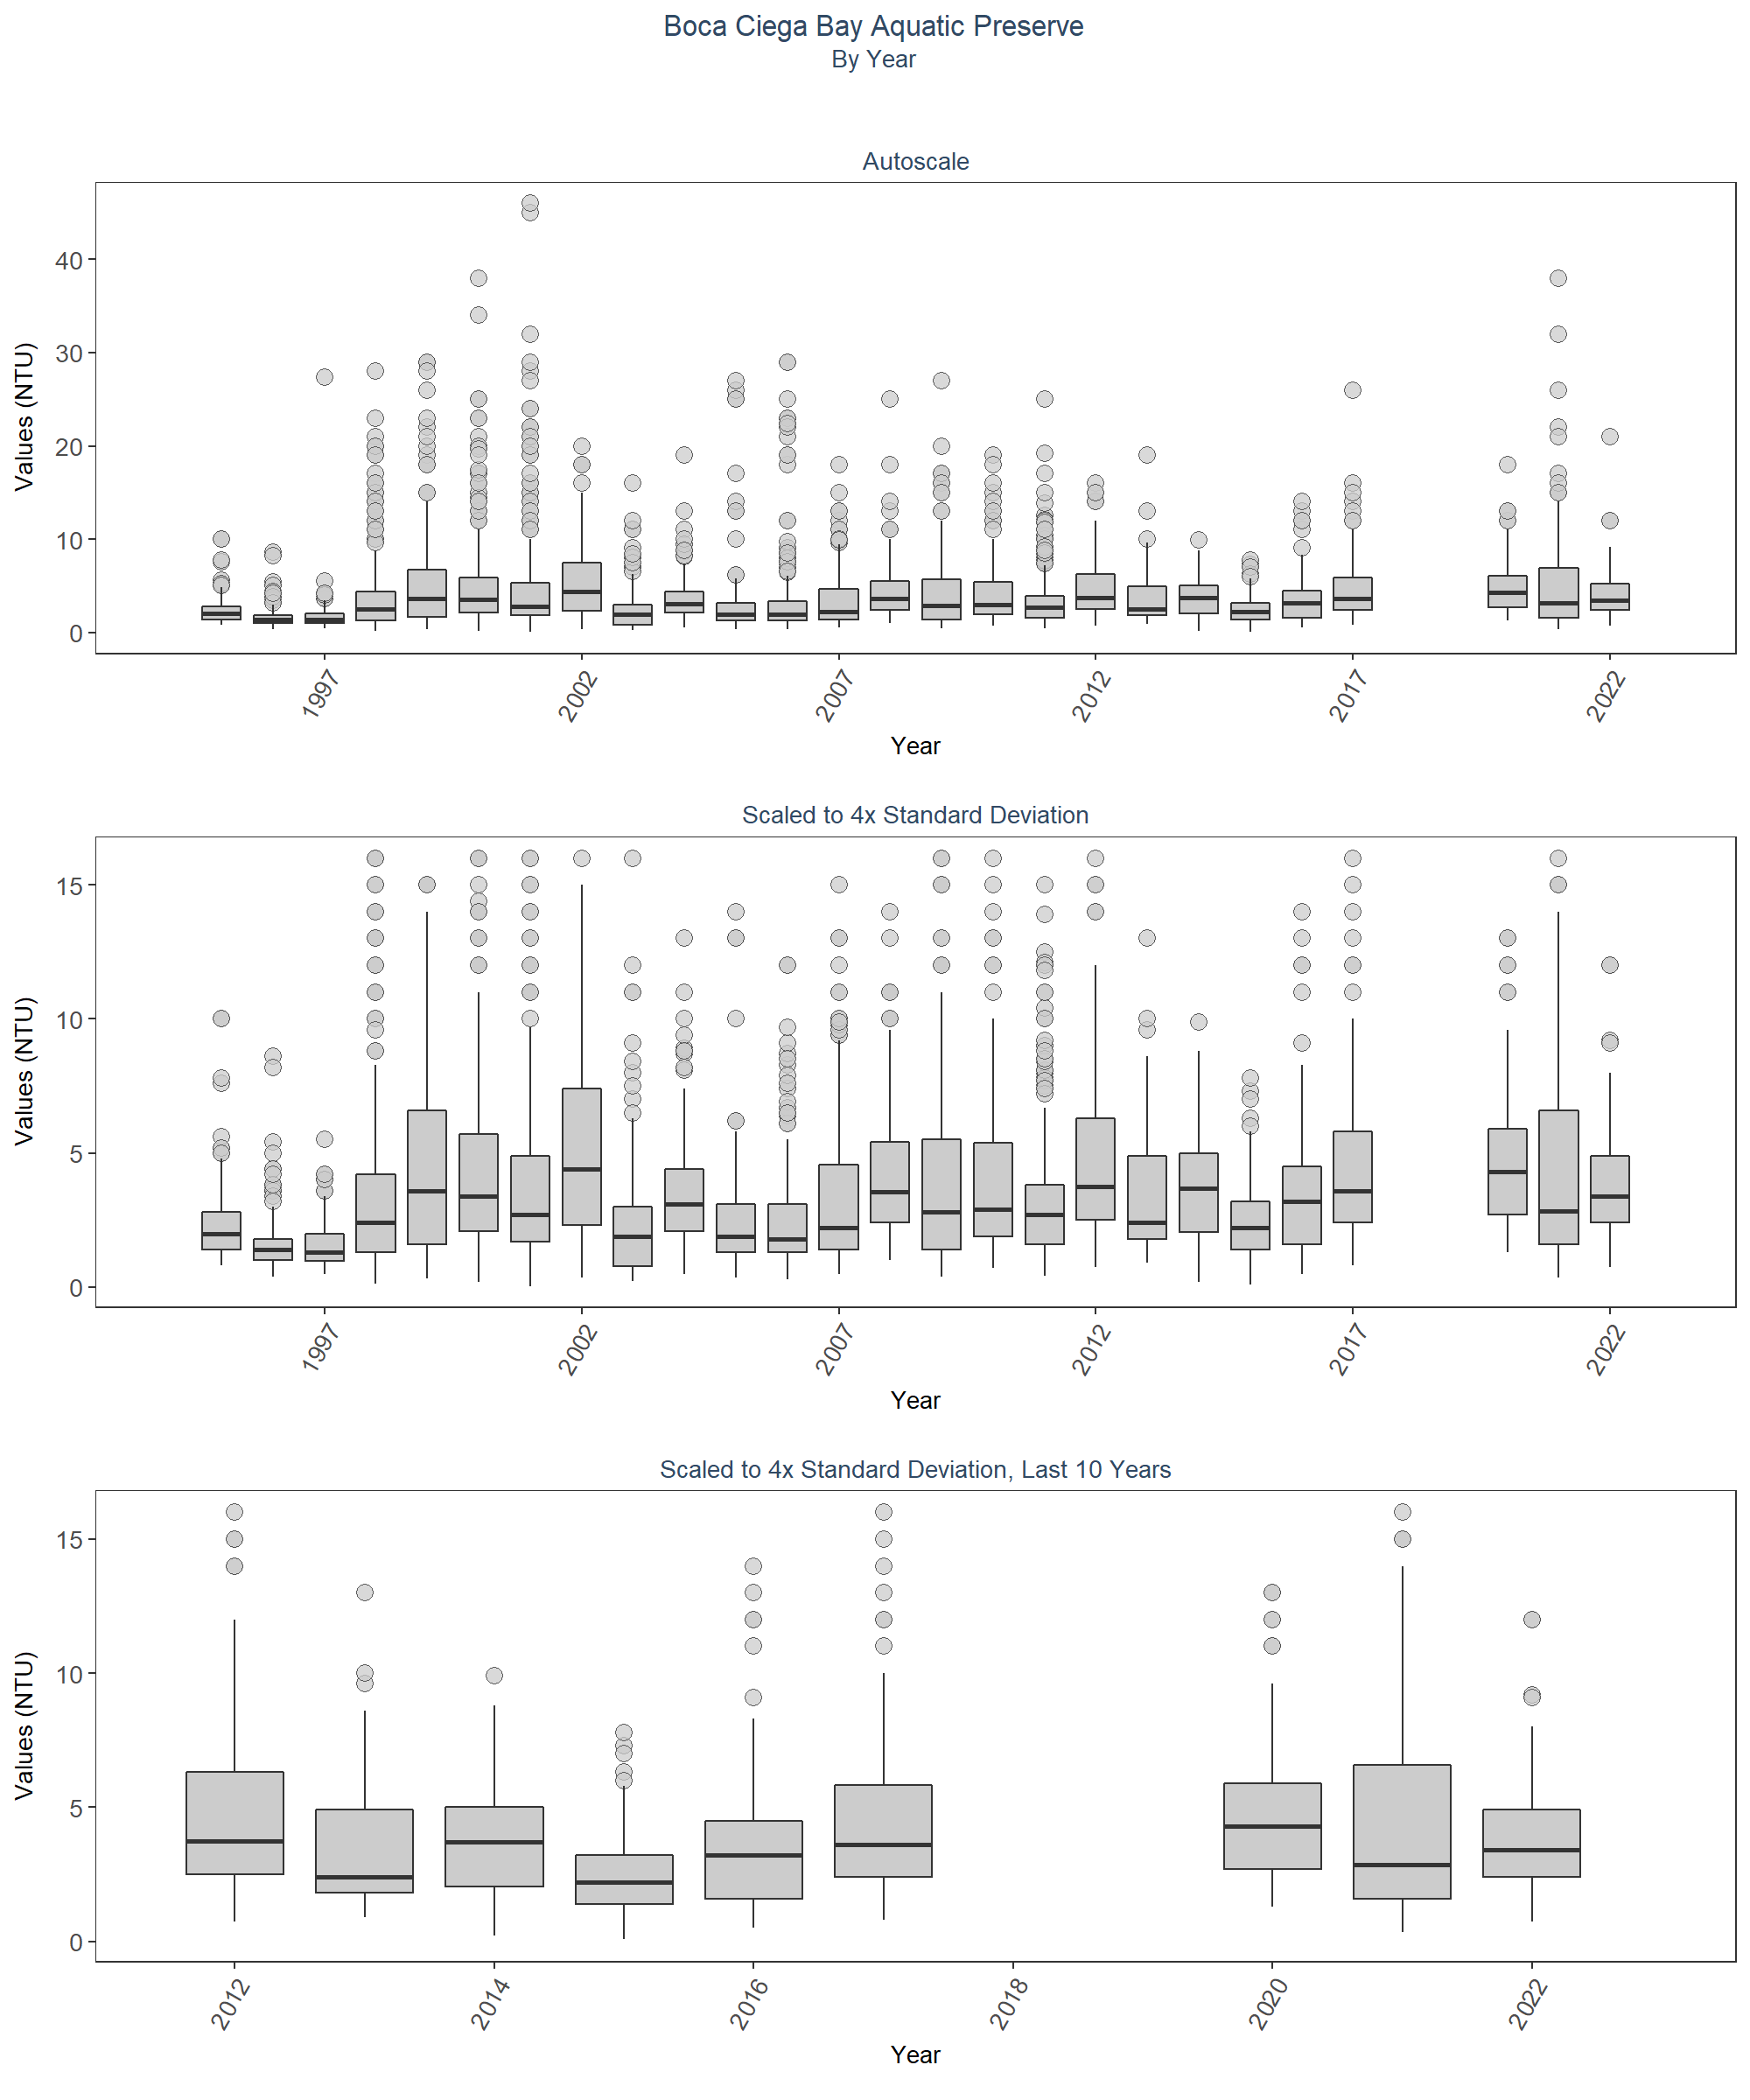 Boca Ciega Bay Aquatic Preserve
By Year
Autoscale
Values (NTU)
40
30
20
10
0
1997 2002 2007 2012 2017 2022
Year
Scaled to 4x Standard Deviation
Values (NTU)
15
10
5
0
1997 2002 2007 2012 2017 2022
Year
Scaled to 4x Standard Deviation, Last 10 Years
Values (NTU)
15
10
5
0
2012 2014 2016 2018 2020 2022
Year